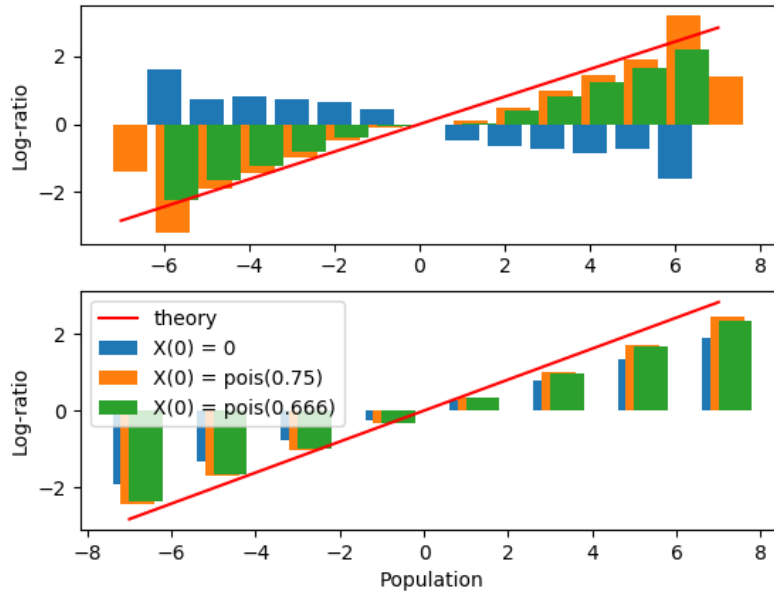 Log-ratio
2
0
−2
−6 −4 −2 0 2 4 6 8
Log-ratio
2
0
−2
theory
X(0) = 0
X(0) = pois(0.75)
X(0) = pois(0.666)
−8 −6 −4 −2 0 2 4 6 8
Population